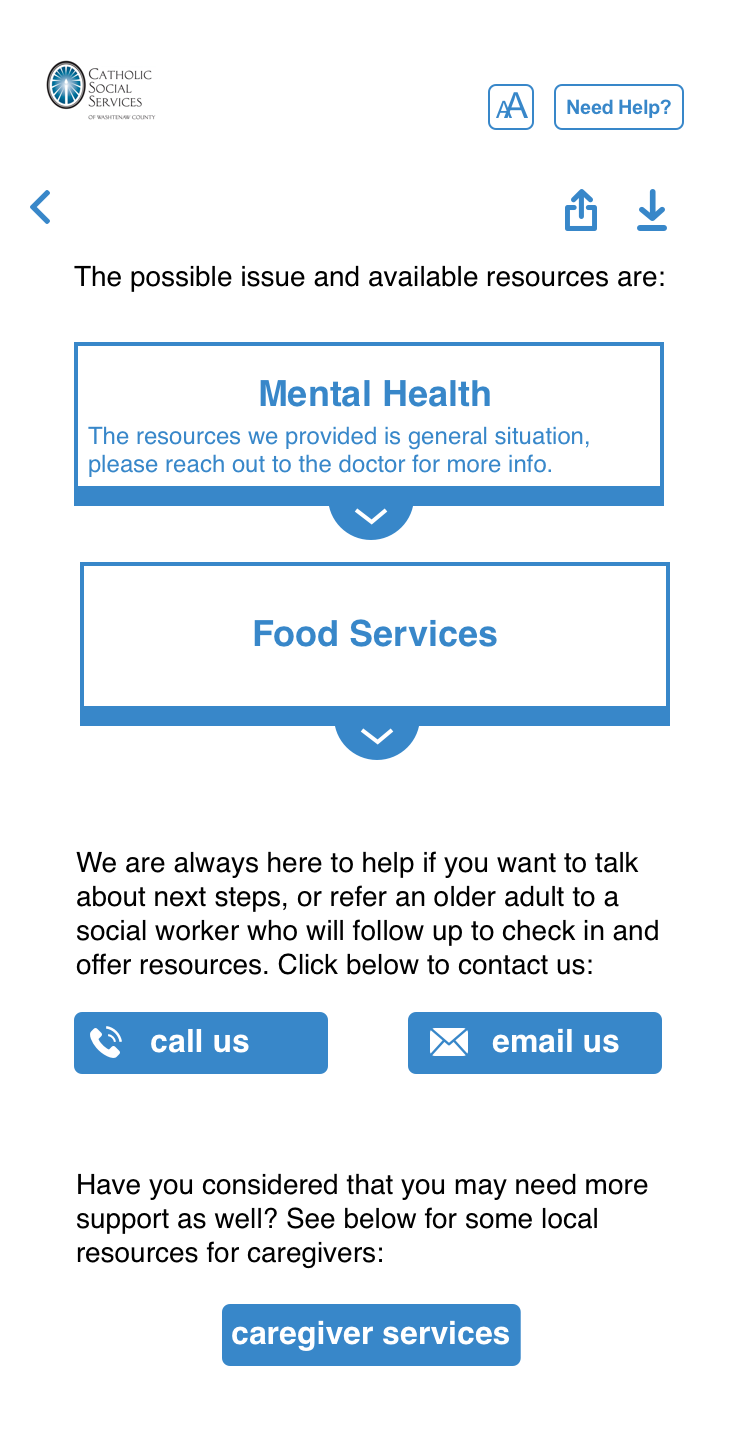 CATHOLIC
SOCIAL
SERVICES
OF WASHTENAW COUNTY
AA
Need Help?
The possible issue and available resources are:
Mental Health
The resources we provided is general situation,
please reach out to the doctor for more info.
Food Services
We are always here to help if you want to talk
about next steps, or refer an older adult to a
social worker who will follow up to check in and
offer resources. Click below to contact us:
call us
email us
Have you considered that you may need more
support as well? See below for some local
resources for caregivers:
caregiver services